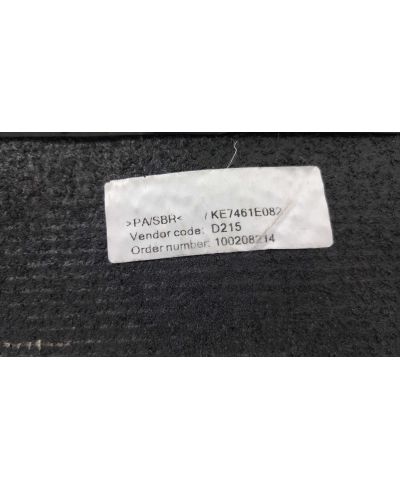 >PA/SBR< / KE7461E082
Vendor code: D215
Order number: 100208214